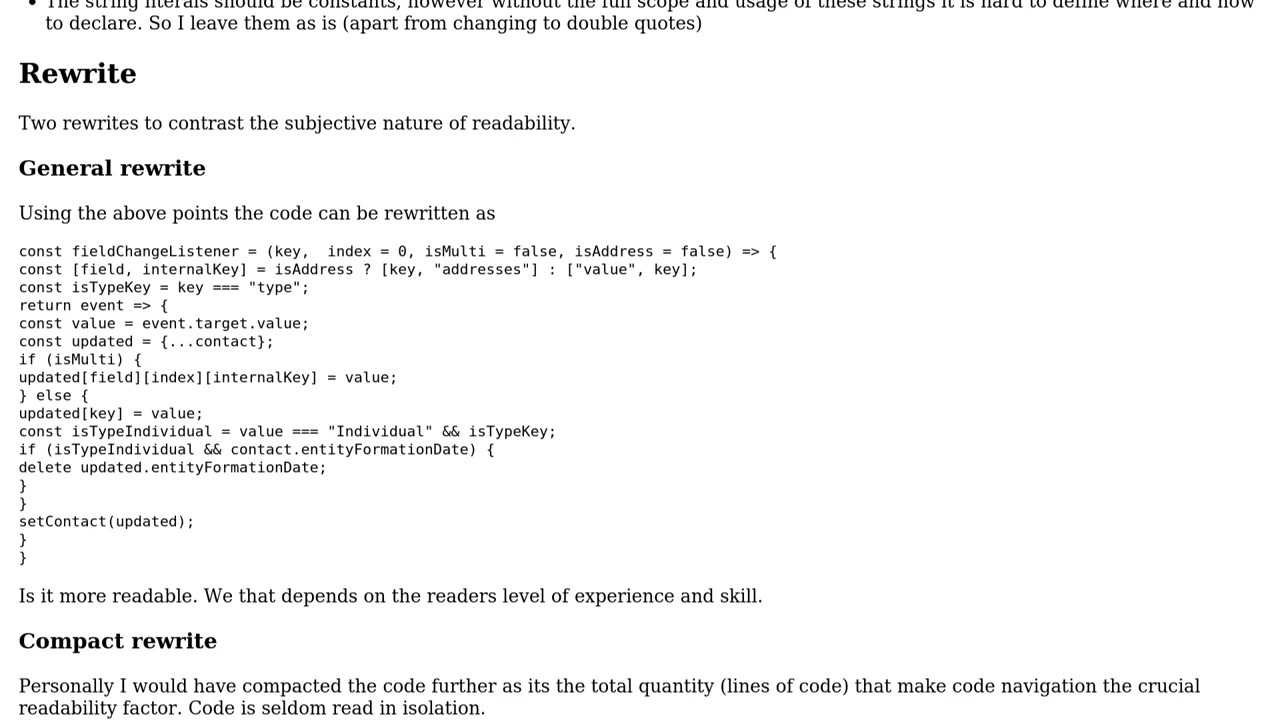 • The string literals should be constants, however without the full scope and usage of these strings it is hard to define where and how
to declare. So I leave them as is (apart from changing to double quotes)
Rewrite
Two rewrites to contrast the subjective nature of readability.
General rewrite
Using the above points the code can be rewritten as
const fieldChangeListener = (key,  index = 0, isMulti = false, isAddress = false) => {
const [field, internalKey] = isAddress ? [key, "addresses"] : ["value", key];
const isTypeKey = key === "type";
return event => {
const value = event.target.value;
const updated = {...contact};
if (isMulti) {
updated[field][index][internalKey] = value;
} else {
updated[key] = value;
const isTypeIndividual = value === "Individual" && isTypeKey;
if (isTypeIndividual && contact.entityFormationDate) {
delete updated.entityFormationDate;
}
}
setContact(updated);
}
}
Is it more readable. We that depends on the readers level of experience and skill.
Compact rewrite
Personally I would have compacted the code further as its the total quantity (lines of code) that make code navigation the crucial
readability factor. Code is seldom read in isolation.